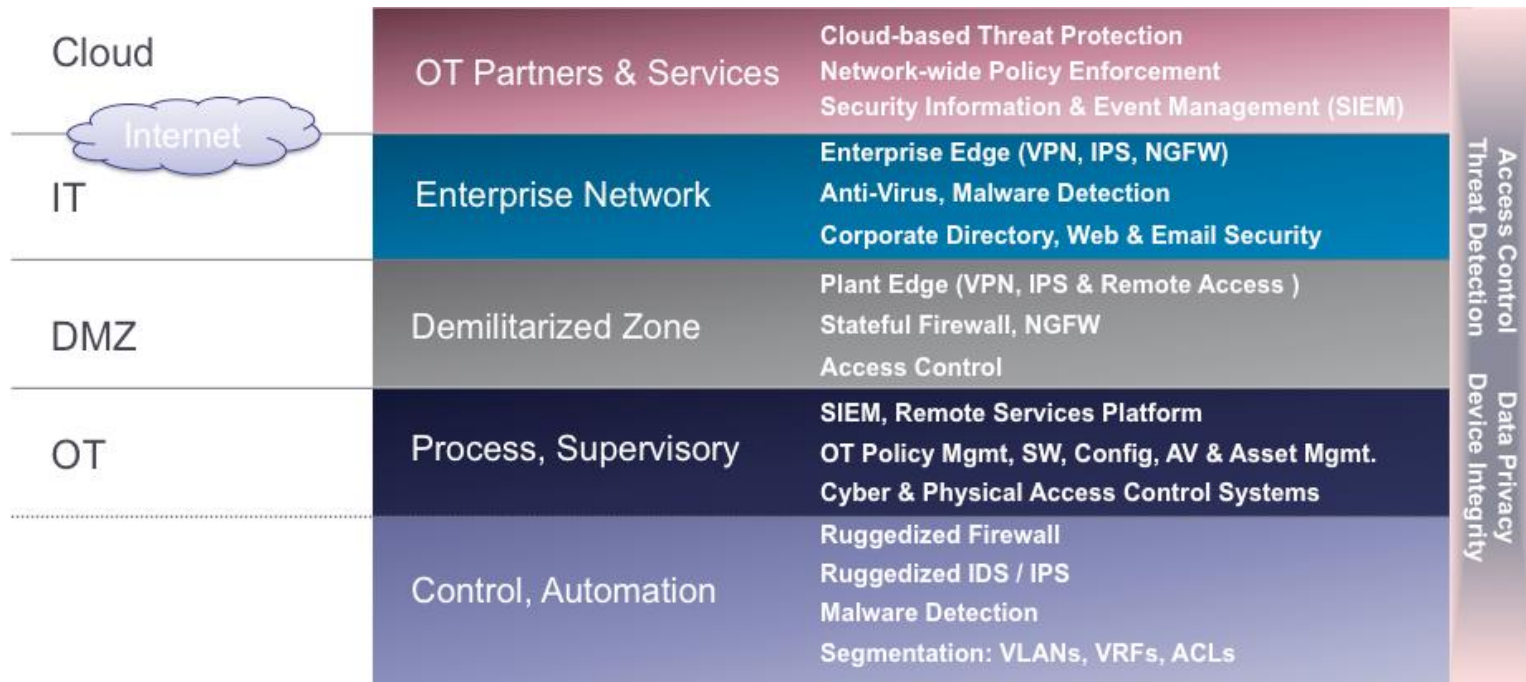 Cloud
Internet
OT Partners & Services
Cloud-based Threat Protection
Network-wide Policy Enforcement
Security Information & Event Management (SIEM)
IT
Enterprise Network
Enterprise Edge (VPN, IPS, NGFW)
Anti-Virus, Malware Detection
Corporate Directory, Web & Email Security
DMZ
Demilitarized Zone
Plant Edge (VPN, IPS & Remote Access )
Stateful Firewall, NGFW
Access Control
OT
Process, Supervisory
SIEM, Remote Services Platform
OT Policy Mgmt, SW, Config, AV & Asset Mgmt.
Cyber & Physical Access Control Systems
Control, Automation
Ruggedized Firewall
Ruggedized IDS / IPS
Malware Detection
Segmentation: VLANs, VRFs, ACLs
Access Control
Threat Detection
Data Privacy
Device Integrity